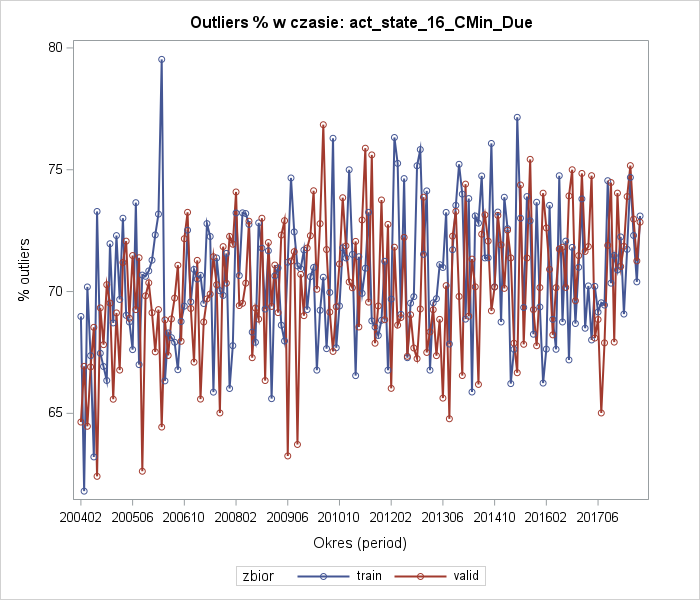 Outliers % w czasie: act_state_16_CMin_Due
80
75
70
65
% outliers
200402 200506 200610 200802 200906 201010 201202 201306 201410 201602 201706
Okres (period)
zbior train valid